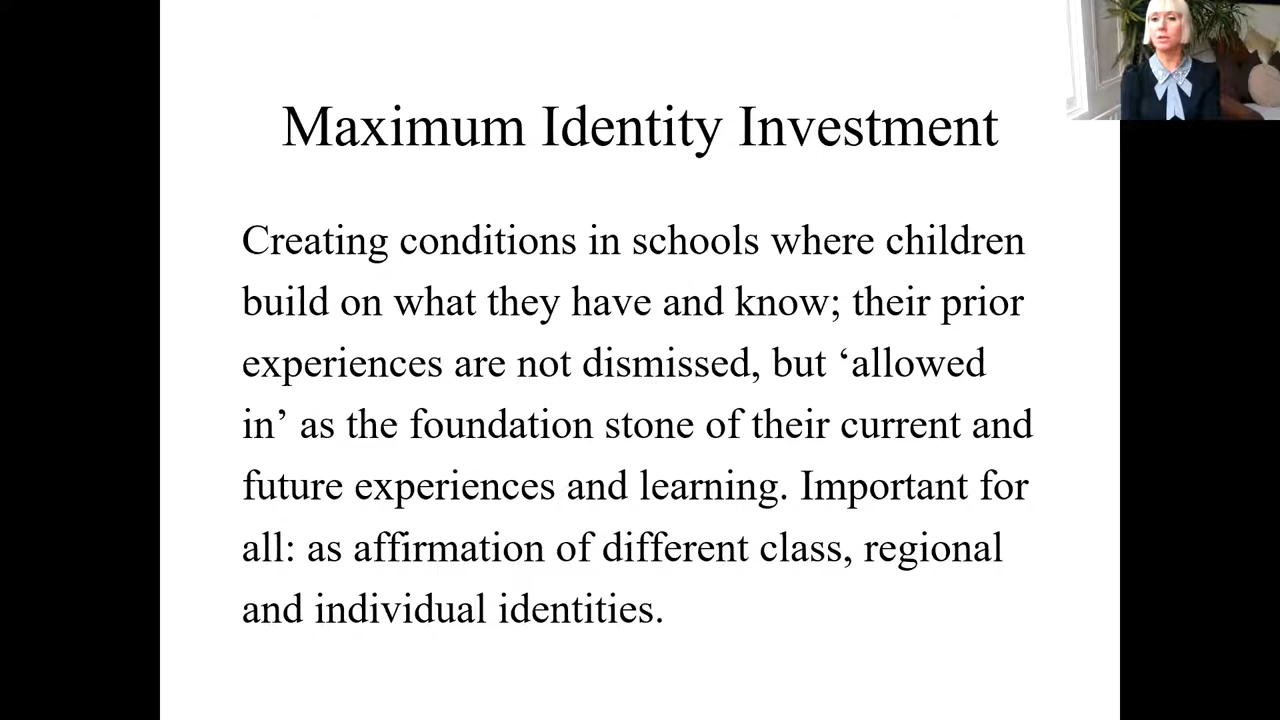 Maximum Identity Investment
Creating conditions in schools where children
build on what they have and know; their prior
experiences are not dismissed, but ‘allowed
in’ as the foundation stone of their current and
future experiences and learning. Important for
all: as affirmation of different class, regional
and individual identities.